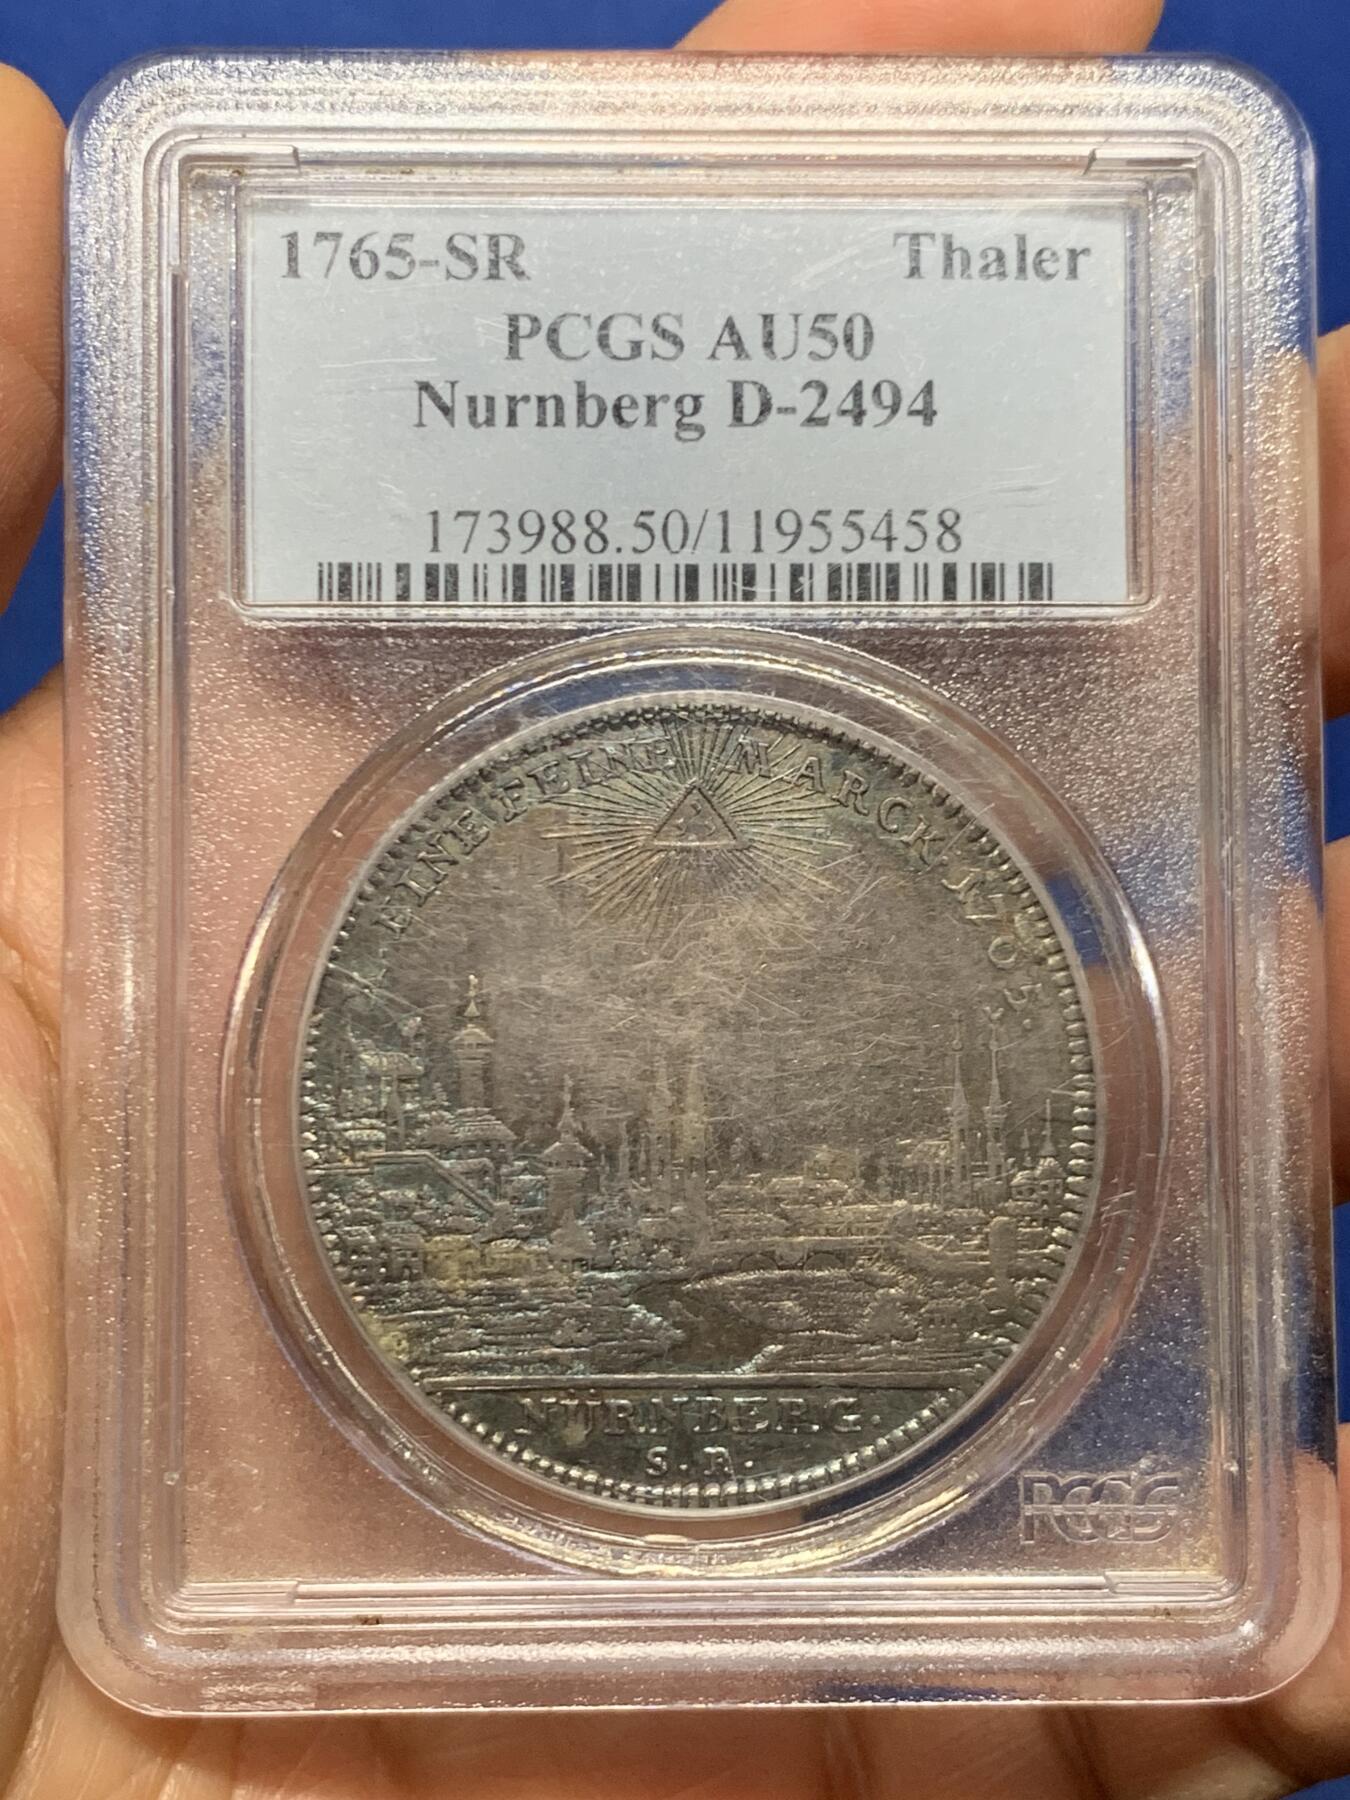 1765-SR Thaler
PCGS AU50
Nurnberg D-2494
173988.50/11955458
EINE FEINE MARCK. 1765.
NÜRNBERG.
S. R.
PCGS